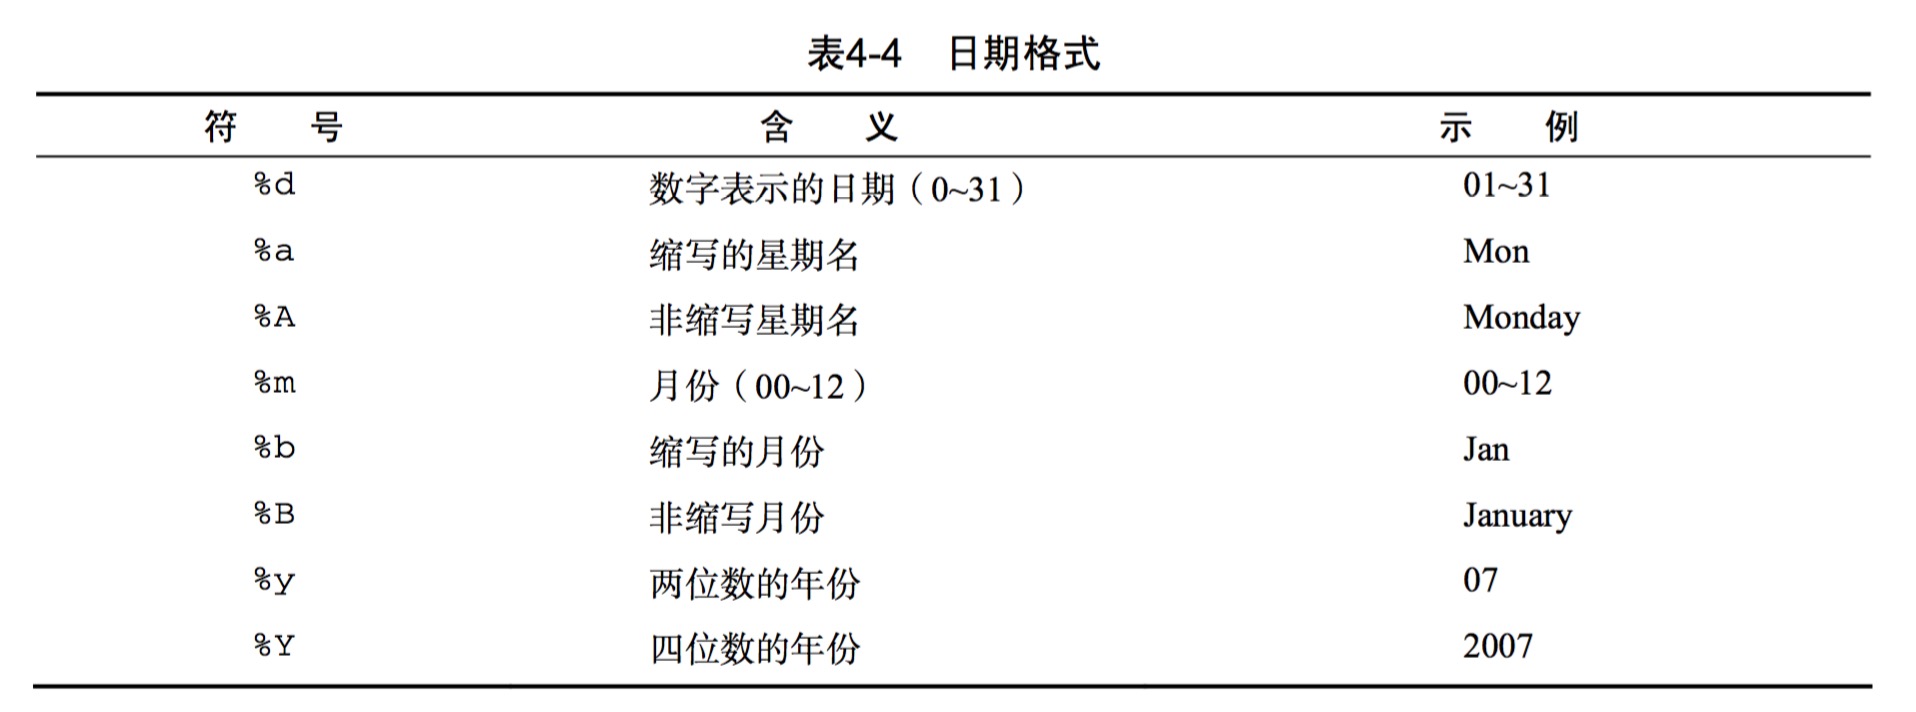 表4-4 日期格式
符 号 含 义 示 例
%d 数字表示的日期（0~31） 01~31
%a 缩写的星期名 Mon
%A 非缩写星期名 Monday
%m 月份（00~12） 00~12
%b 缩写的月份 Jan
%B 非缩写月份 January
%y 两位数的年份 07
%Y 四位数的年份 2007